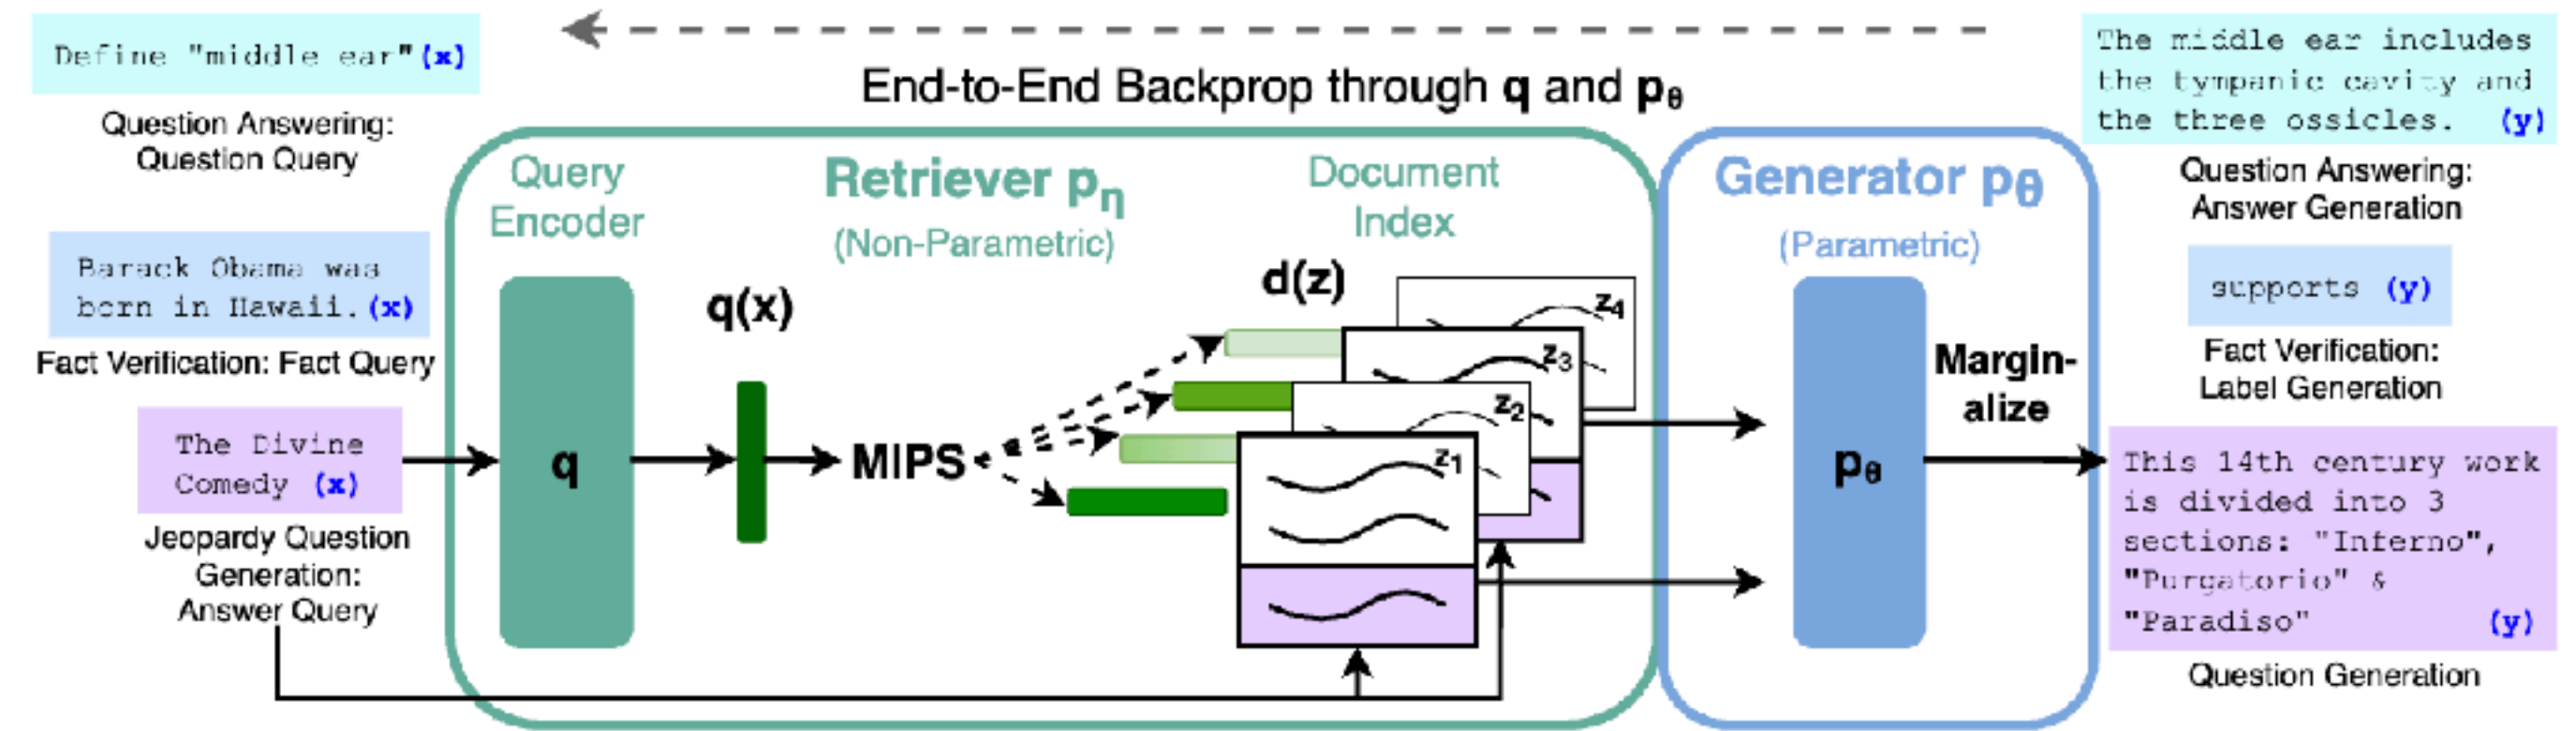 Define "middle ear"(x)
Question Answering:
Question Query
Barack Obama was
born in Hawaii.(x)
Fact Verification: Fact Query
The Divine
Comedy (x)
Jeopardy Question
Generation:
Answer Query
End-to-End Backprop through q and pθ
Query
Encoder
q
Retriever pη
(Non-Parametric)
q(x)
MIPS
Document
Index
d(z)
z4
z3
z2
z1
Generator pθ
(Parametric)
pθ
Margin-
alize
The middle ear includes
the tympanic cavity and
the three ossicles. (y)
Question Answering:
Answer Generation
supports (y)
Fact Verification:
Label Generation
This 14th century work
is divided into 3
sections: "Inferno",
"Purgatorio" &
"Paradiso" (y)
Question Generation